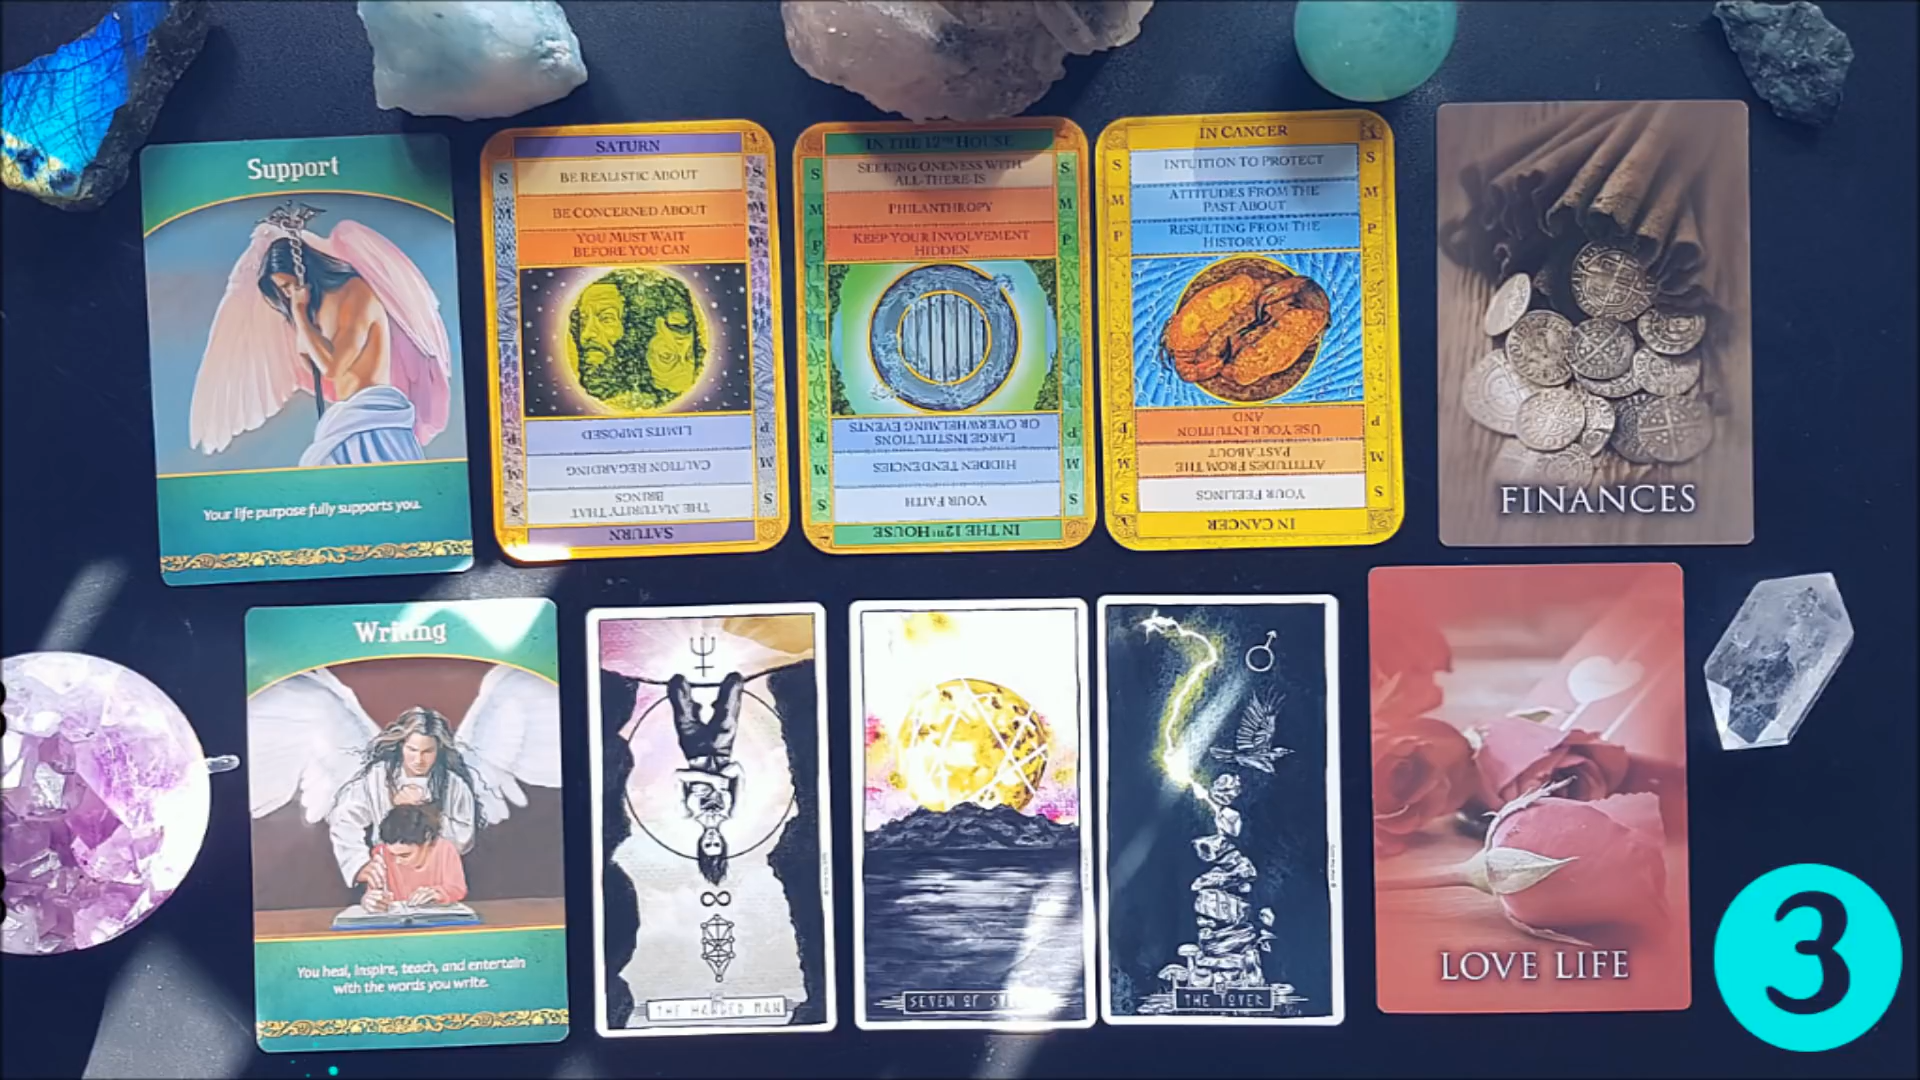 Support
Your life purpose fully supports you.
SATURN
S
S
BE REALISTIC ABOUT
M
M
BE CONCERNED ABOUT
P
P
YOU MUST WAIT
BEFORE YOU CAN
P
P
LIMITS IMPOSED
M
M
CAUTION REGARDING
S
S
THE MATURITY THAT
BRINGS
SATURN
IN THE 12TH HOUSE
S
S
SEEKING ONENESS WITH
ALL-THERE-IS
M
M
PHILANTHROPY
P
P
KEEP YOUR INVOLVEMENT
HIDDEN
P
P
LARGE INSTITUTIONS
OR OVERWHELMING EVENTS
M
M
HIDDEN TENDENCIES
S
S
YOUR FAITH
IN THE 12TH HOUSE
IN CANCER
S
S
INTUITION TO PROTECT
M
M
ATTITUDES FROM THE
PAST ABOUT
P
P
RESULTING FROM THE
HISTORY OF
P
P
USE YOUR INTUITION
AND
M
M
ATTITUDES FROM THE
PAST ABOUT
S
S
YOUR FEELINGS
IN CANCER
FINANCES
Writing
You heal, inspire, teach, and entertain
with the words you write.
THE HANGED MAN
SEVEN OF
THE TOWER
LOVE LIFE
3